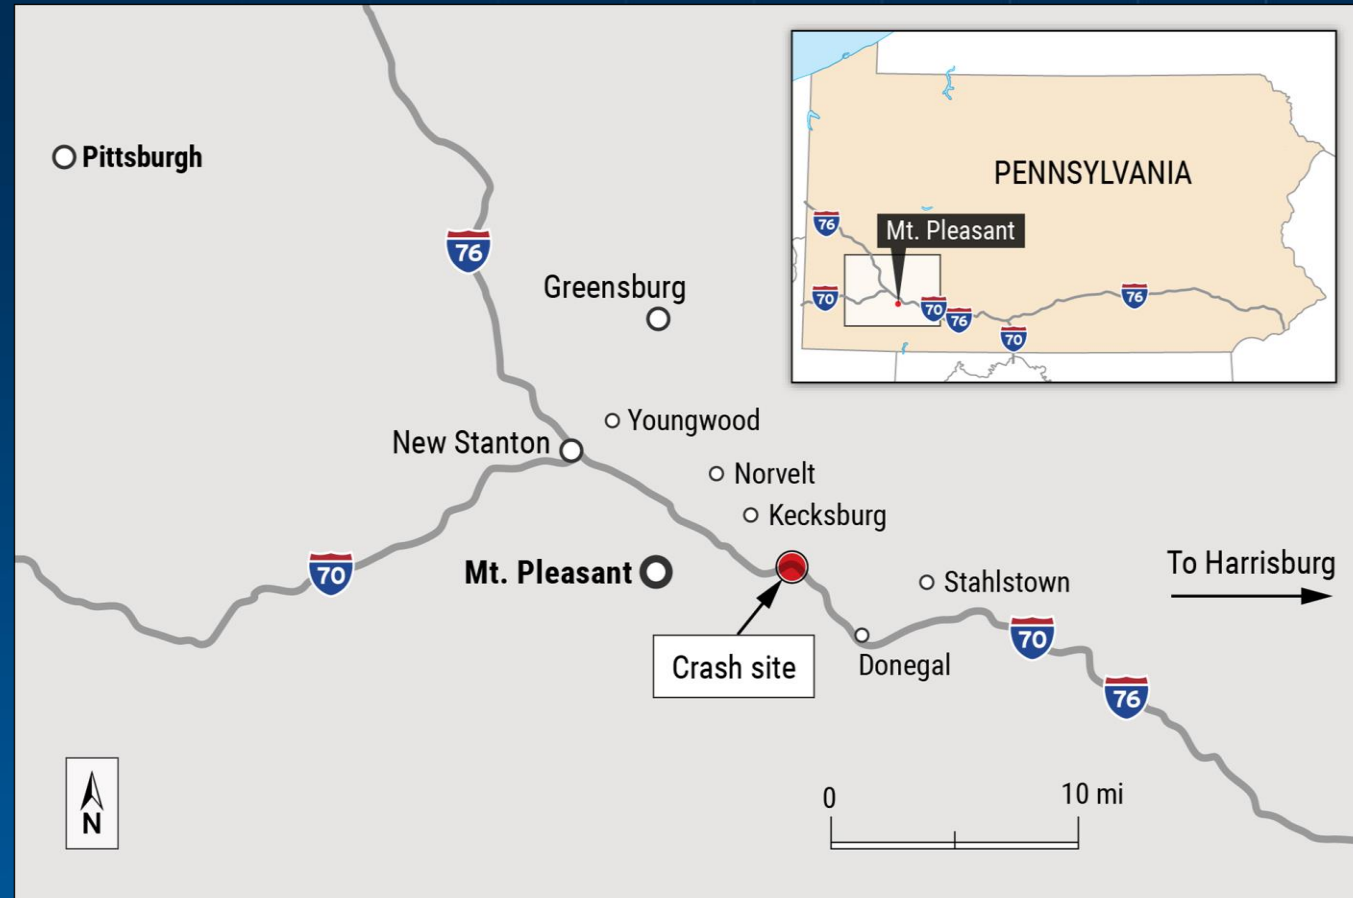 Pittsburgh
76
Greensburg
Youngwood
New Stanton
Norvelt
Kecksburg
70
Mt. Pleasant
Crash site
Stahlstown
Donegal
70
76
To Harrisburg
PENNSYLVANIA
76
Mt. Pleasant
70
70
76
76
70
N
0 10 mi